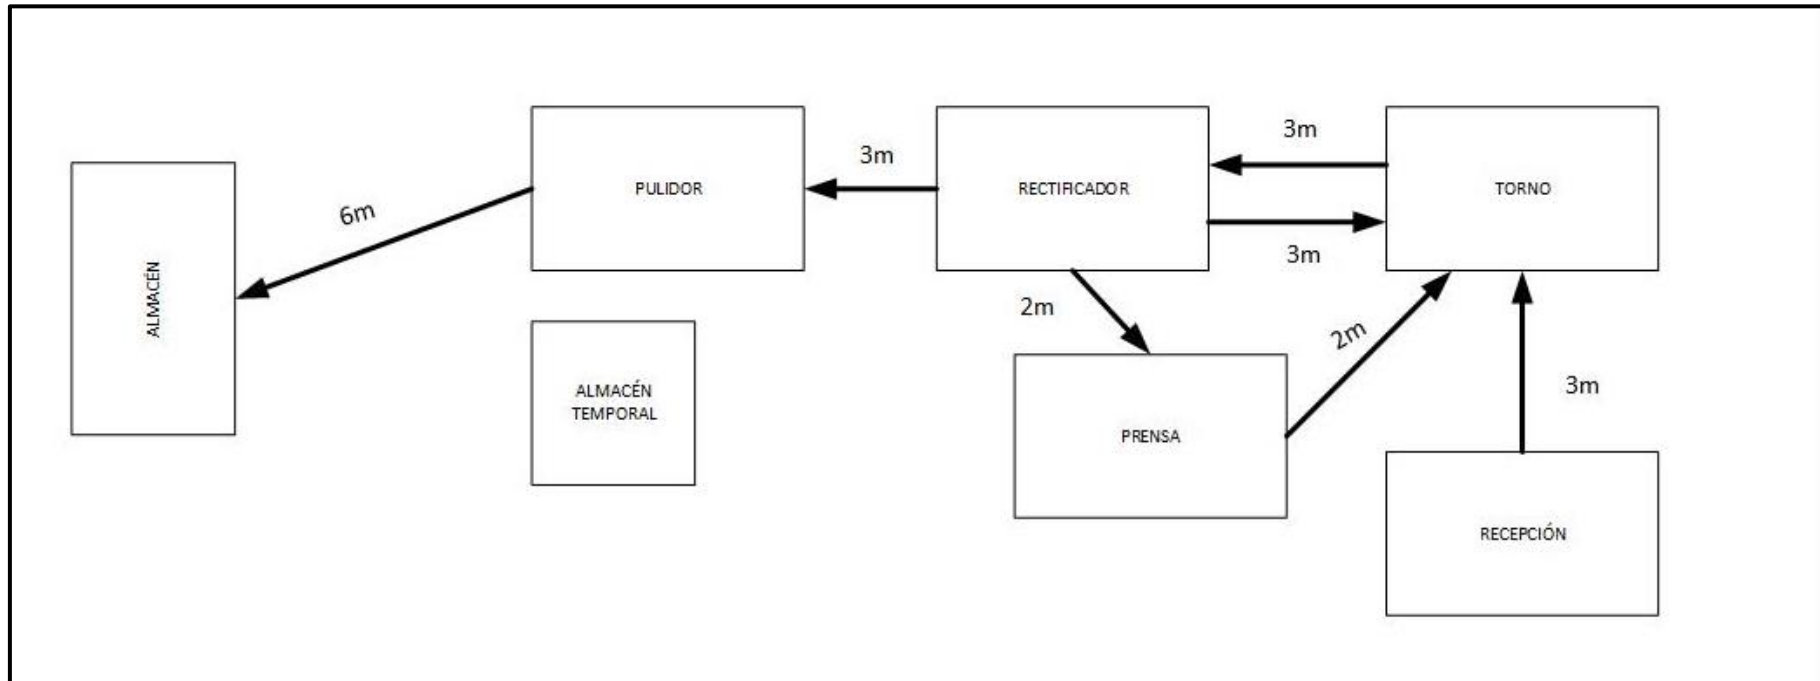 3m
3m
PULIDOR
RECTIFICADOR
TORNO
6m
3m
ALMACÉN
2m
2m
ALMACÉN
TEMPORAL
3m
PRENSA
RECEPCIÓN